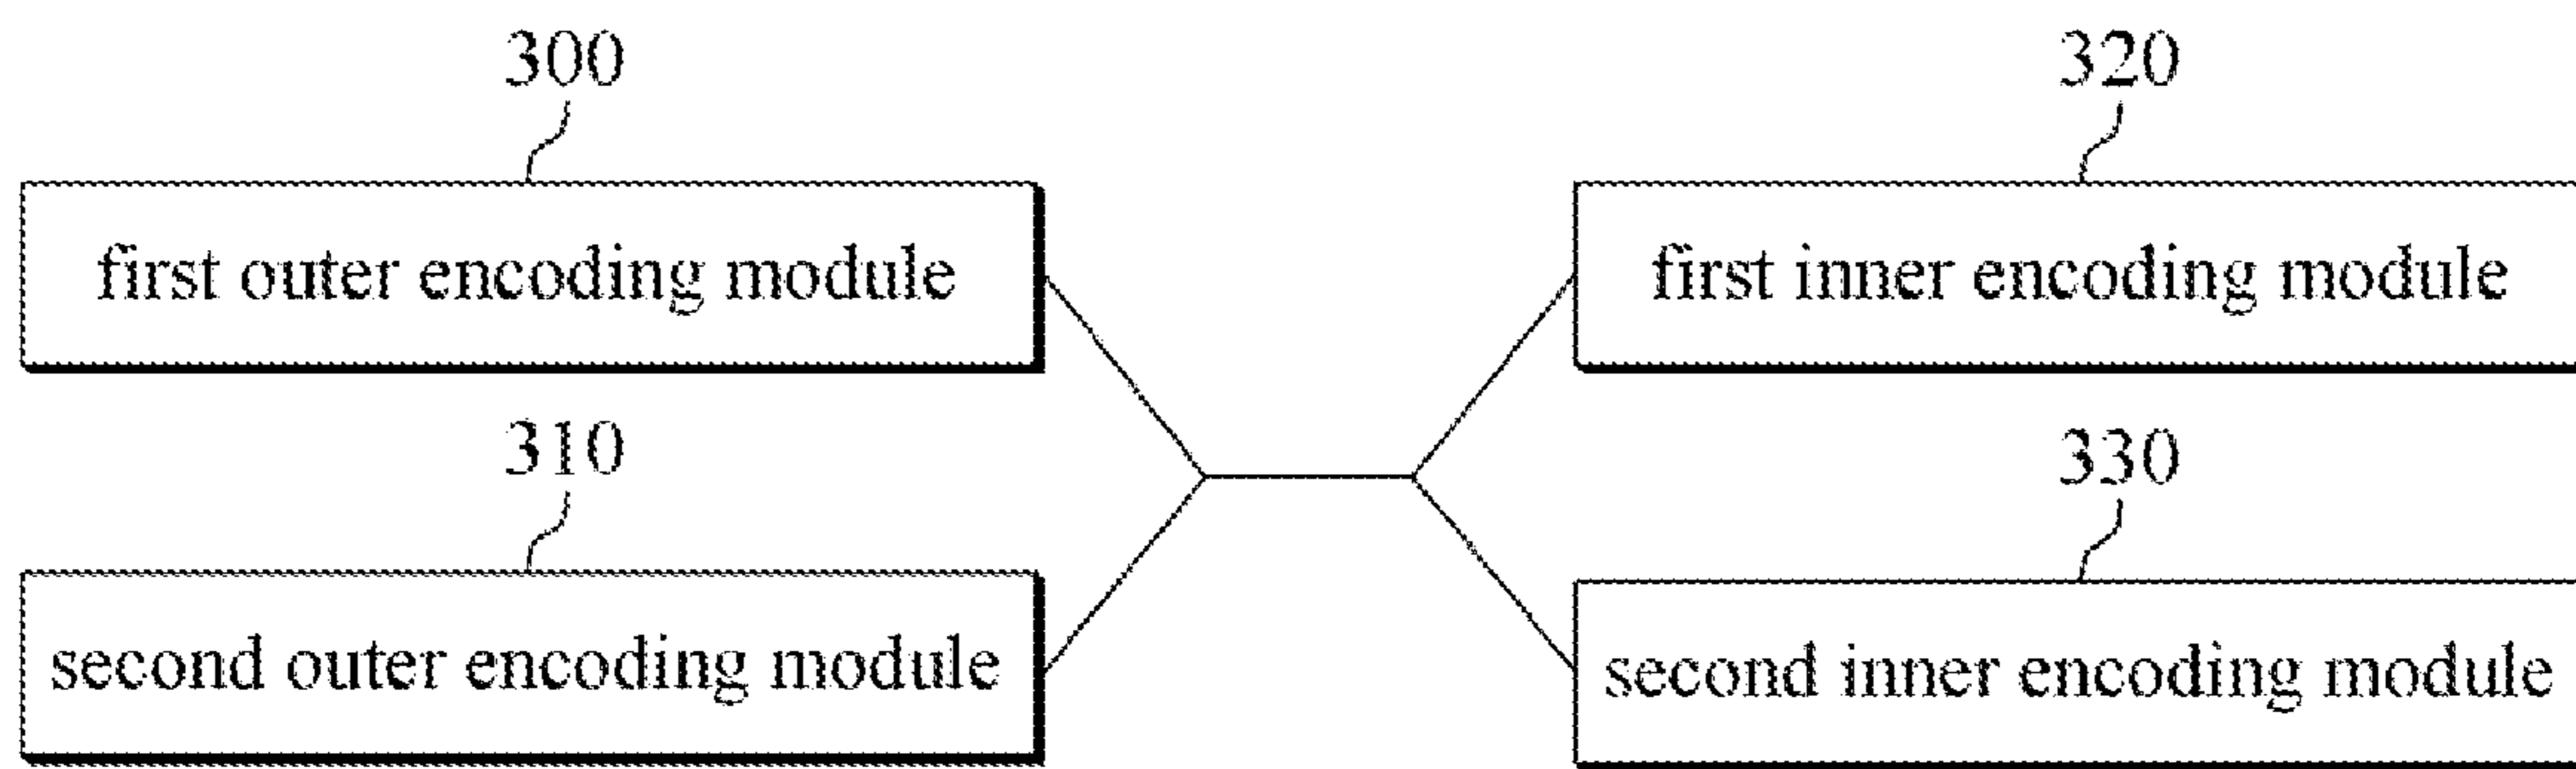 300
320
first outer encoding module
first inner encoding module
310
330
second outer encoding module
second inner encoding module